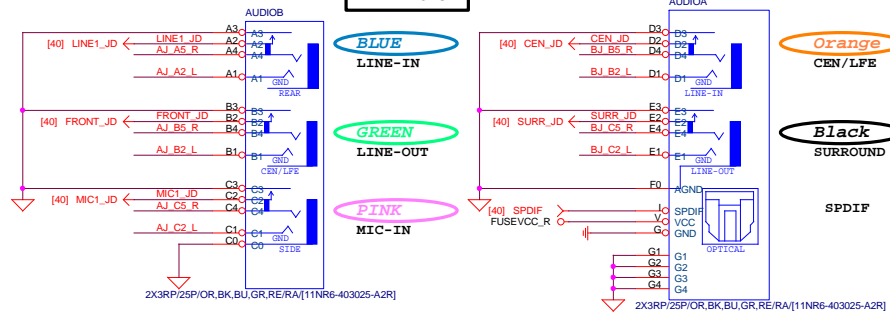 AUDIOB
A3 A3
[40] LINE1_JD LINE1_JD A2 A2
AJ_A5_R A4 A4
AJ_A2_L A1 A1
GND
REAR
BLUE
LINE-IN
B3 B3
[40] FRONT_JD FRONT_JD B2 B2
AJ_B5_R B4 B4
AJ_B2_L B1 B1
GND
CEN/LFE
GREEN
LINE-OUT
C3 C3
[40] MIC1_JD MIC1_JD C2 C2
AJ_C5_R C4 C4
AJ_C2_L C1 C1
C0 C0
GND
SIDE
PINK
MIC-IN
2X3RP/25P/OR,BK,BU,GR,RE/RA/[11NR6-403025-A2R]
AUDIOA
D3 D3
[40] CEN_JD CEN_JD D2 D2
BJ_B5_R D4 D4
BJ_B2_L D1 D1
GND
LINE-IN
Orange
CEN/LFE
E3 E3
[40] SURR_JD SURR_JD E2 E2
BJ_C5_R E4 E4
BJ_C2_L E1 E1
GND
LINE-OUT
Black
SURROUND
F0 AGND
[40] SPDIF I SPDIF
FUSEVCC_R V VCC
G GND
OPTICAL
SPDIF
G1 G1
G2 G2
G3 G3
G4 G4
2X3RP/25P/OR,BK,BU,GR,RE/RA/[11NR6-403025-A2R]